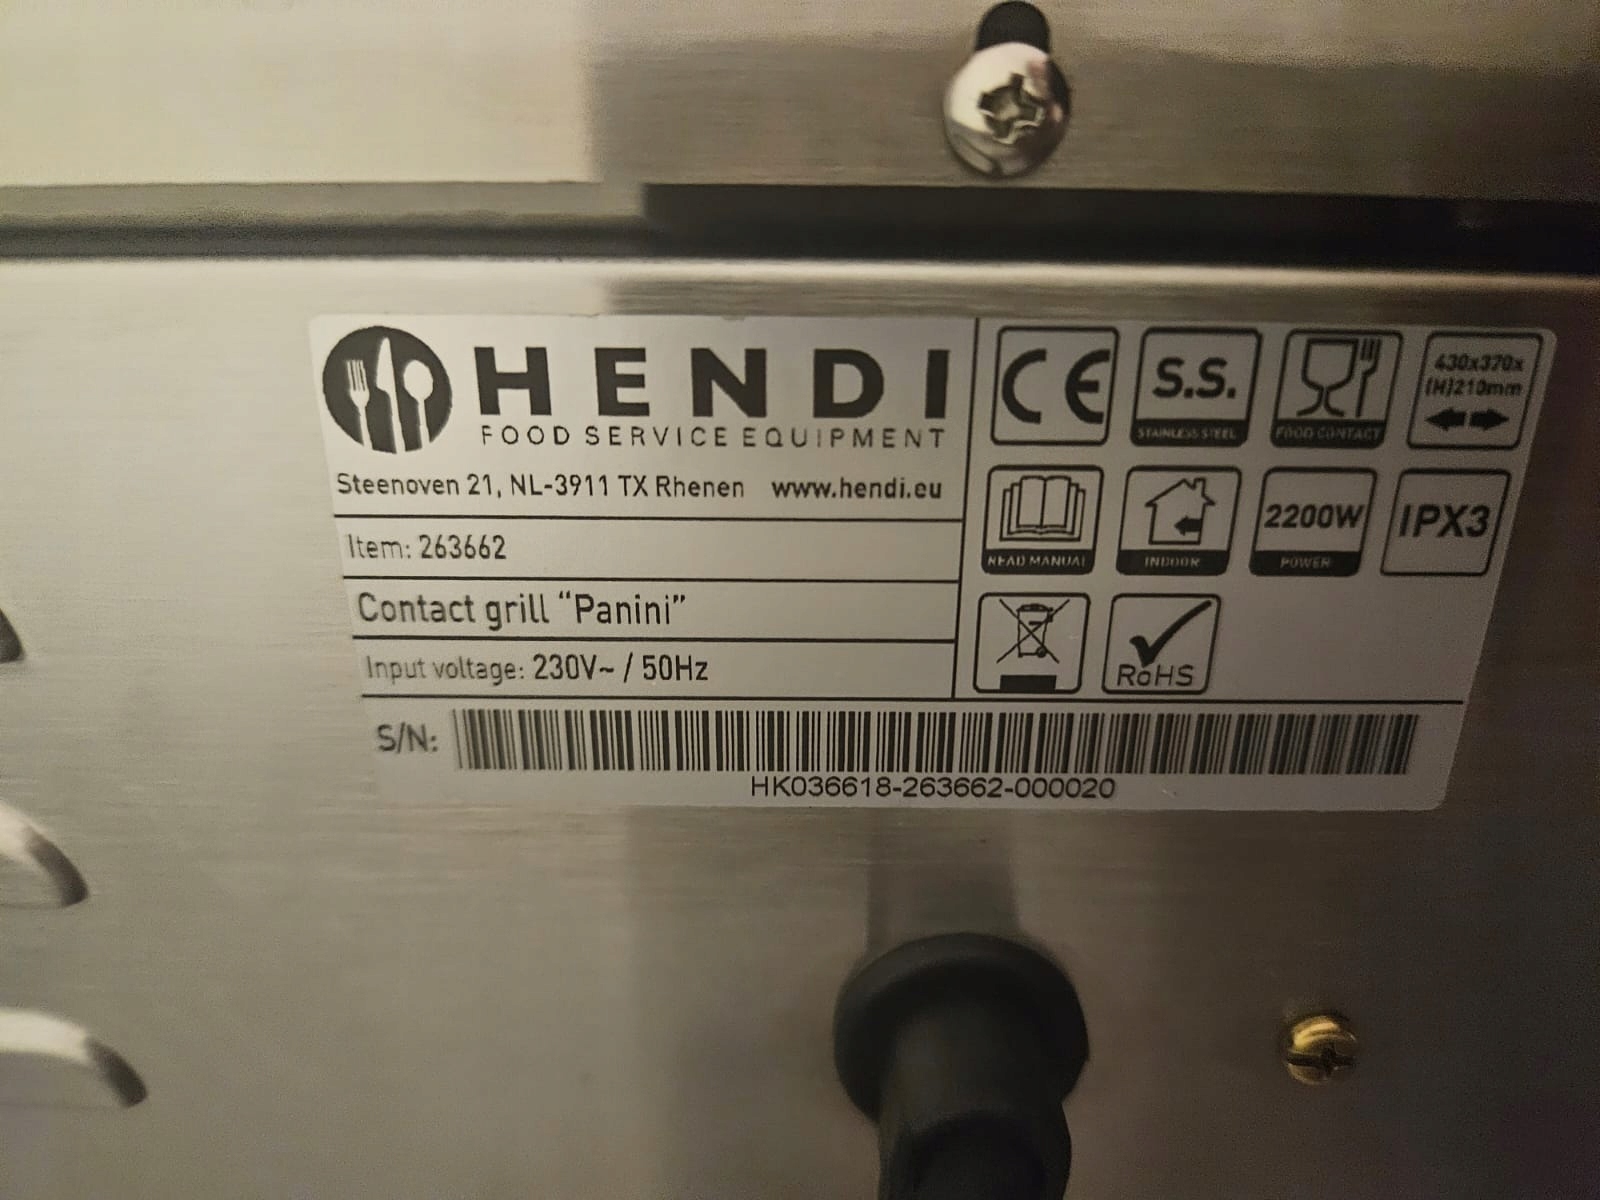 HENDI
FOOD SERVICE EQUIPMENT
Steenoven 21, NL-3911 TX Rhenen www.hendi.eu
Item: 263662
Contact grill “Panini”
Input voltage: 230V~ / 50Hz
S/N:
HK036618-263662-000020
CE
S.S.
STAINLESS STEEL
FOOD CONTACT
430x370x
(H)210mm
READ MANUAL
INDOOR
2200W
POWER
IPX3
RoHS